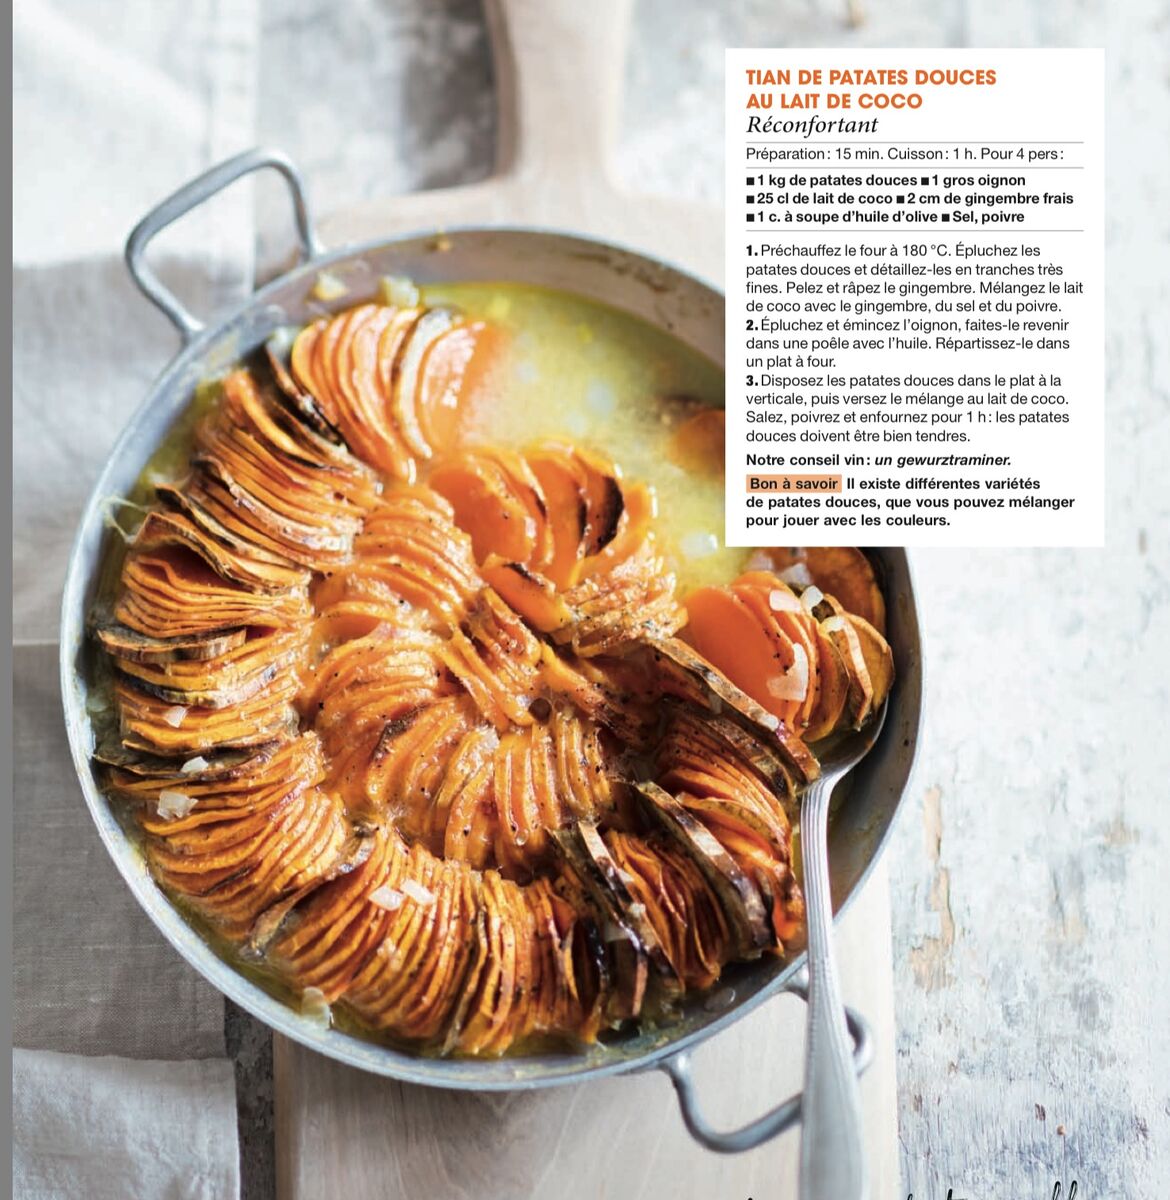 TIAN DE PATATES DOUCES
AU LAIT DE COCO
Réconfortant
Préparation : 15 min. Cuisson : 1 h. Pour 4 pers :
■ 1 kg de patates douces ■ 1 gros oignon
■ 25 cl de lait de coco ■ 2 cm de gingembre frais
■ 1 c. à soupe d’huile d’olive ■ Sel, poivre
1. Préchauffez le four à 180 °C. Épluchez les
patates douces et détaillez-les en tranches très
fines. Pelez et râpez le gingembre. Mélangez le lait
de coco avec le gingembre, du sel et du poivre.
2. Épluchez et émincez l’oignon, faites-le revenir
dans une poêle avec l’huile. Répartissez-le dans
un plat à four.
3. Disposez les patates douces dans le plat à la
verticale, puis versez le mélange au lait de coco.
Salez, poivrez et enfournez pour 1 h : les patates
douces doivent être bien tendres.
Notre conseil vin : un gewurztraminer.
Bon à savoir Il existe différentes variétés
de patates douces, que vous pouvez mélanger
pour jouer avec les couleurs.